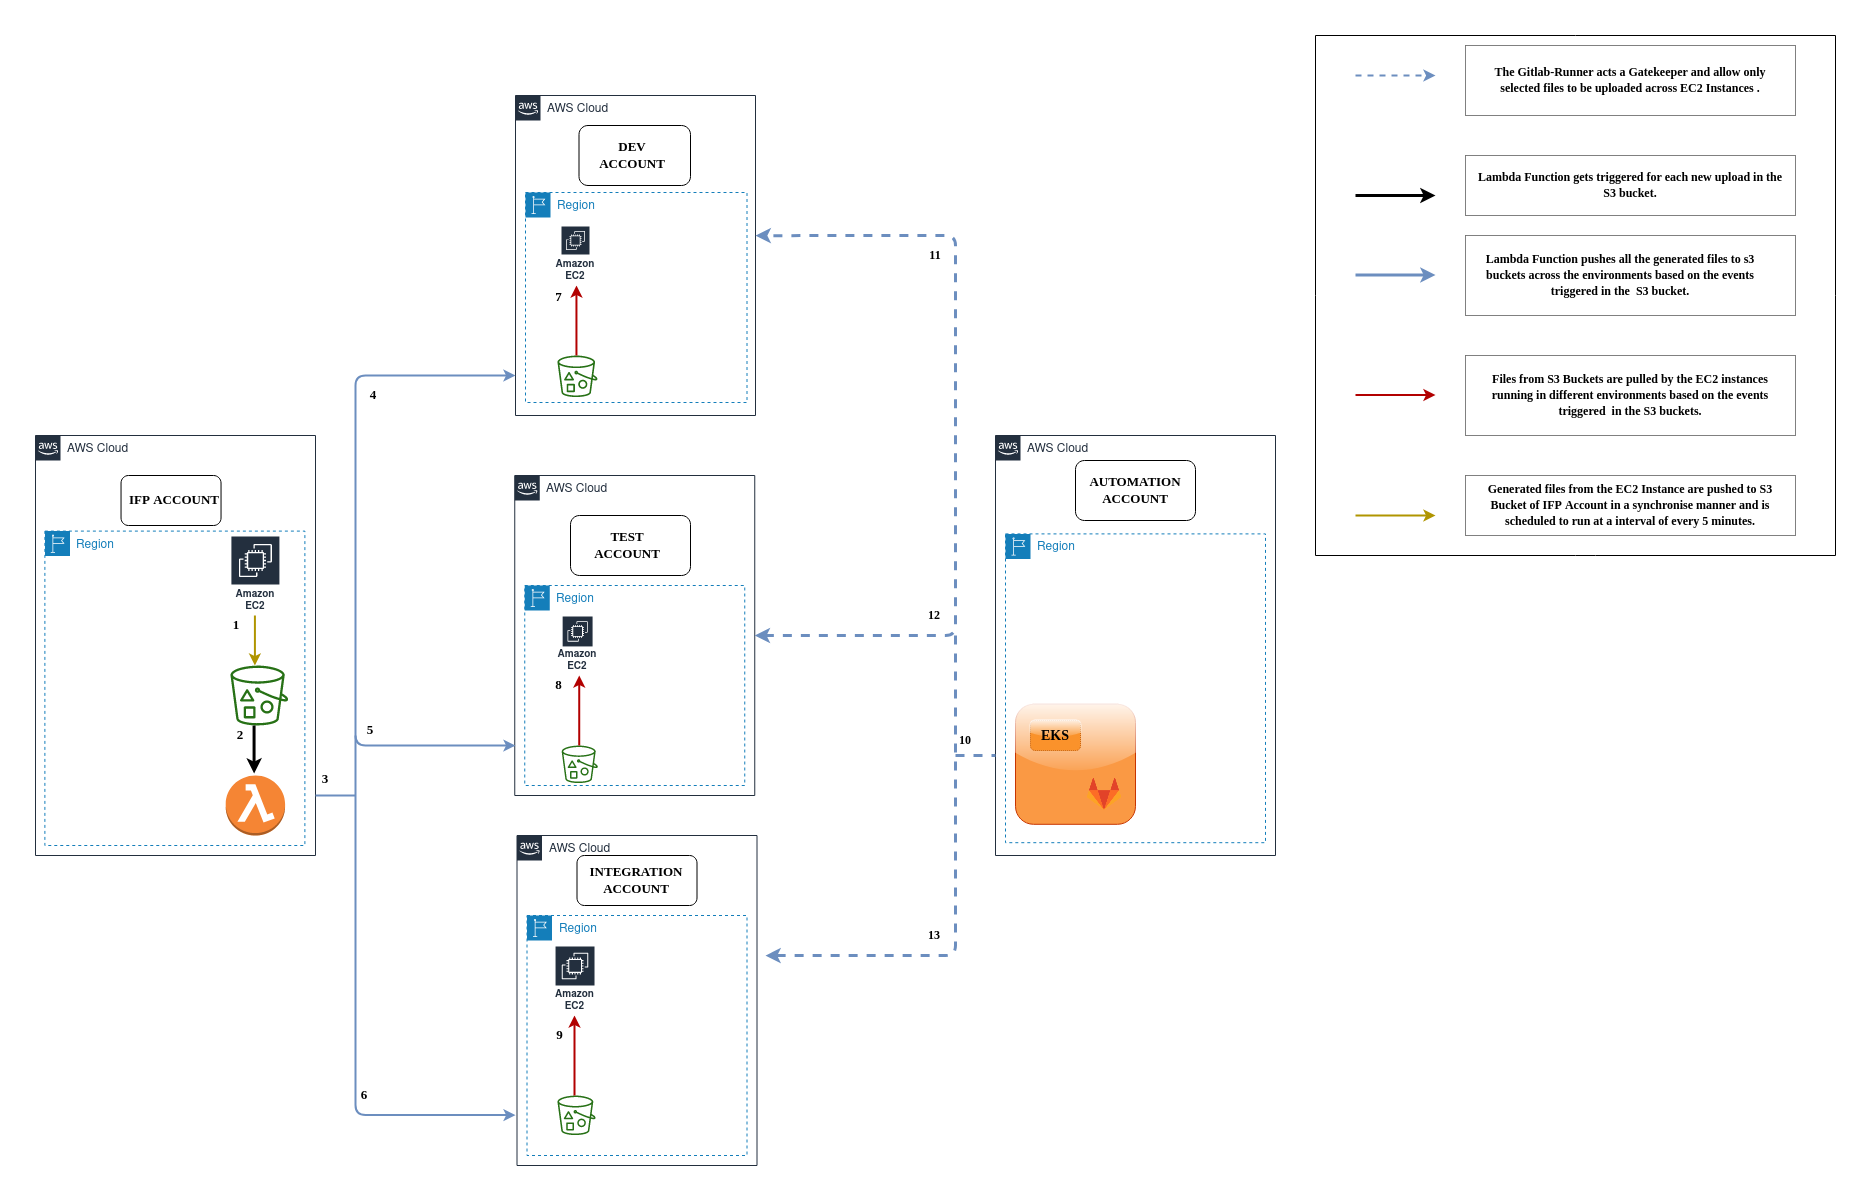 aws AWS Cloud
DEV
ACCOUNT
Region
Amazon
EC2
7
11
4
aws AWS Cloud
IFP ACCOUNT
Region
Amazon
EC2
1
2
3
aws AWS Cloud
TEST
ACCOUNT
Region
Amazon
EC2
8
12
5
aws AWS Cloud
INTEGRATION
ACCOUNT
Region
Amazon
EC2
9
13
6
aws AWS Cloud
AUTOMATION
ACCOUNT
Region
EKS
10
The Gitlab-Runner acts a Gatekeeper and allow only
selected files to be uploaded across EC2 Instances .
Lambda Function gets triggered for each new upload in the
S3 bucket.
Lambda Function pushes all the generated files to s3
buckets across the environments based on the events
triggered in the S3 bucket.
Files from S3 Buckets are pulled by the EC2 instances
running in different environments based on the events
triggered in the S3 buckets.
Generated files from the EC2 Instance are pushed to S3
Bucket of IFP Account in a synchronise manner and is
scheduled to run at a interval of every 5 minutes.